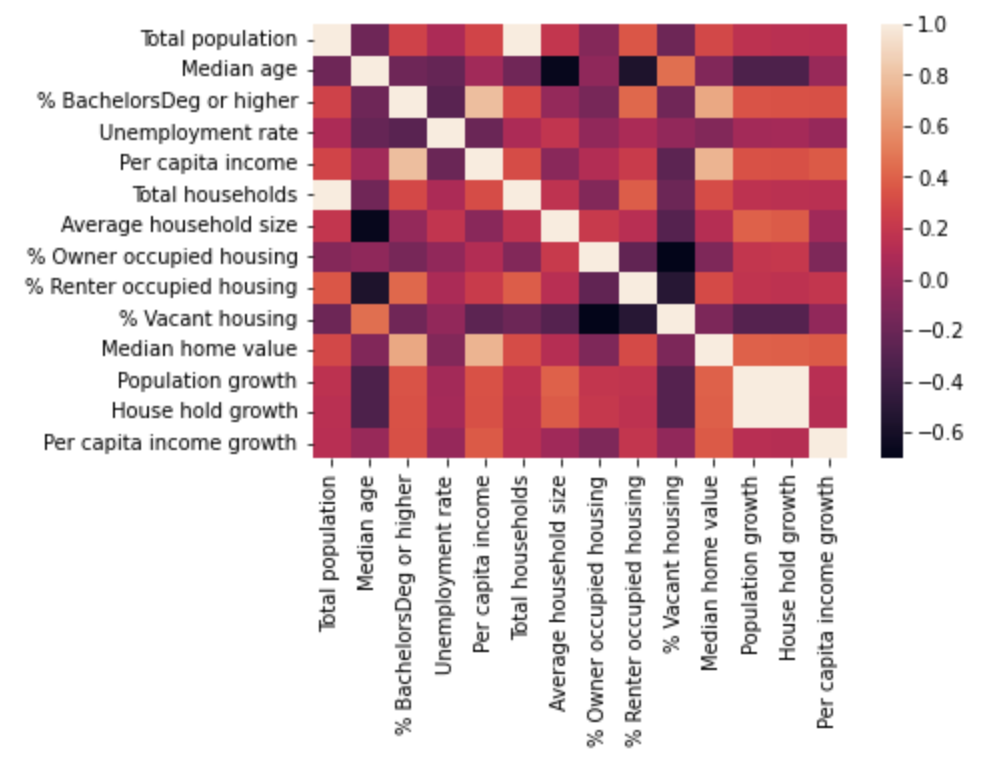 Total population
Median age
% BachelorsDeg or higher
Unemployment rate
Per capita income
Total households
Average household size
% Owner occupied housing
% Renter occupied housing
% Vacant housing
Median home value
Population growth
House hold growth
Per capita income growth
Total population
Median age
% BachelorsDeg or higher
Unemployment rate
Per capita income
Total households
Average household size
% Owner occupied housing
% Renter occupied housing
% Vacant housing
Median home value
Population growth
House hold growth
Per capita income growth
1.0
0.8
0.6
0.4
0.2
0.0
−0.2
−0.4
−0.6